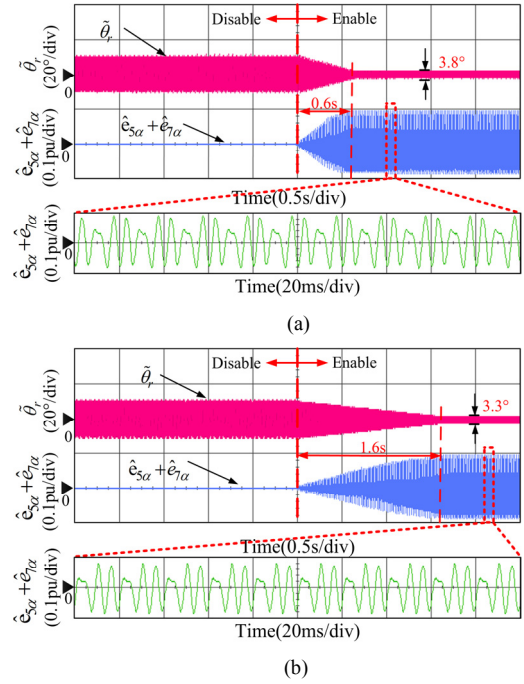 Disable Enable
θ̃ᵣ
θ̃ᵣ
(20°/div)
0
3.8°
0.6s
ê₅α+ê₇α
ê₅α+ê₇α
(0.1pu/div)
0
Time(0.5s/div)
ê₅α+ê₇α
(0.1pu/div)
0
Time(20ms/div)
(a)
Disable Enable
θ̃ᵣ
θ̃ᵣ
(20°/div)
0
3.3°
1.6s
ê₅α+ê₇α
ê₅α+ê₇α
(0.1pu/div)
0
Time(0.5s/div)
ê₅α+ê₇α
(0.1pu/div)
0
Time(20ms/div)
(b)